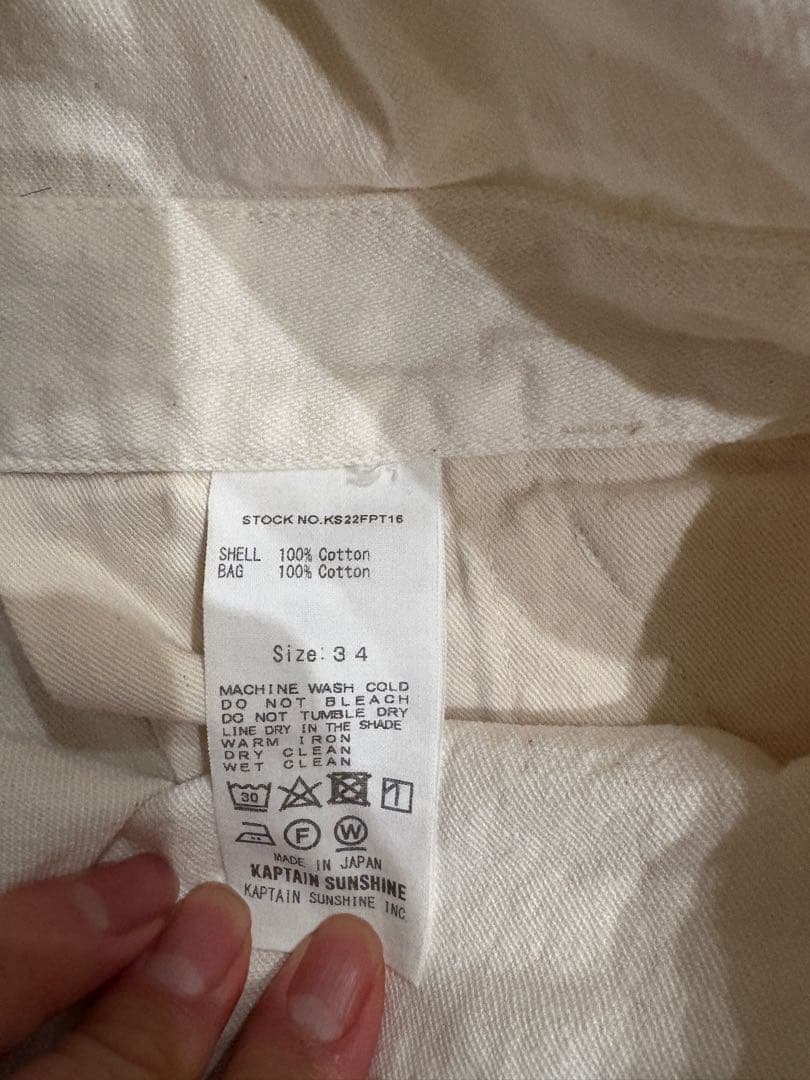 STOCK NO.KS22FPT16
SHELL 100% Cotton
BAG 100% Cotton
Size: 34
MACHINE WASH COLD
DO NOT BLEACH
DO NOT TUMBLE DRY
LINE DRY IN THE SHADE
WARM IRON
DRY CLEAN
WET CLEAN
30
F W
MADE IN JAPAN
KAPTAIN SUNSHINE
KAPTAIN SUNSHINE INC.